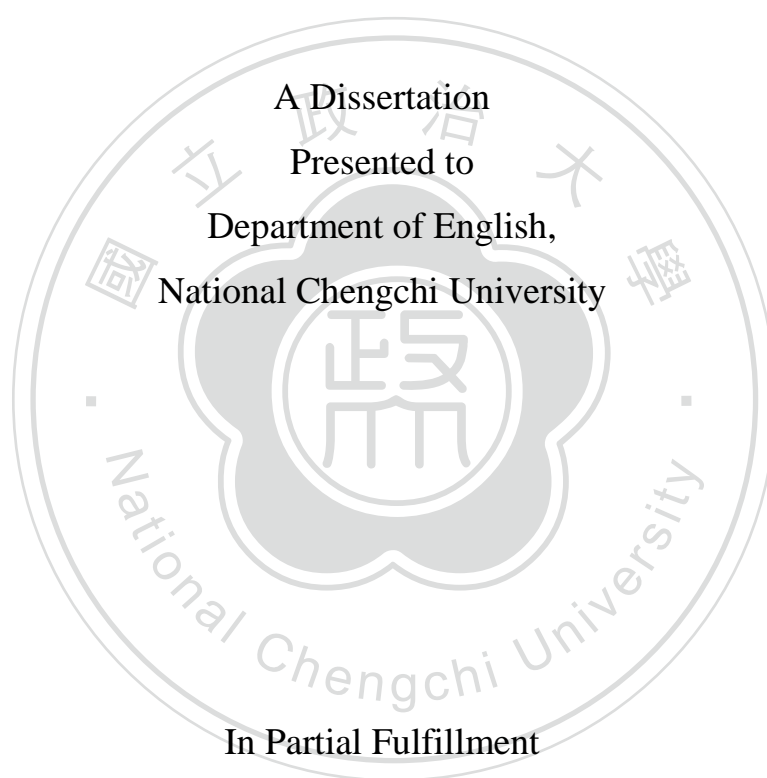 A Dissertation
Presented to
Department of English,
National Chengchi University
In Partial Fulfillment
國立政治大學
政
National Chengchi University